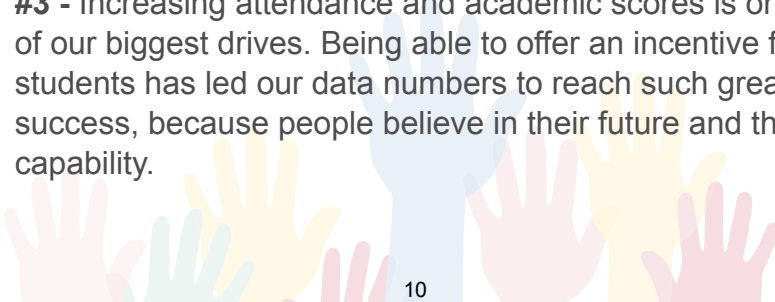 #3 - Increasing attendance and academic scores is
of our biggest drives. Being able to offer an incentive
students has led our data numbers to reach such
success, because people believe in their future and
capability.
10